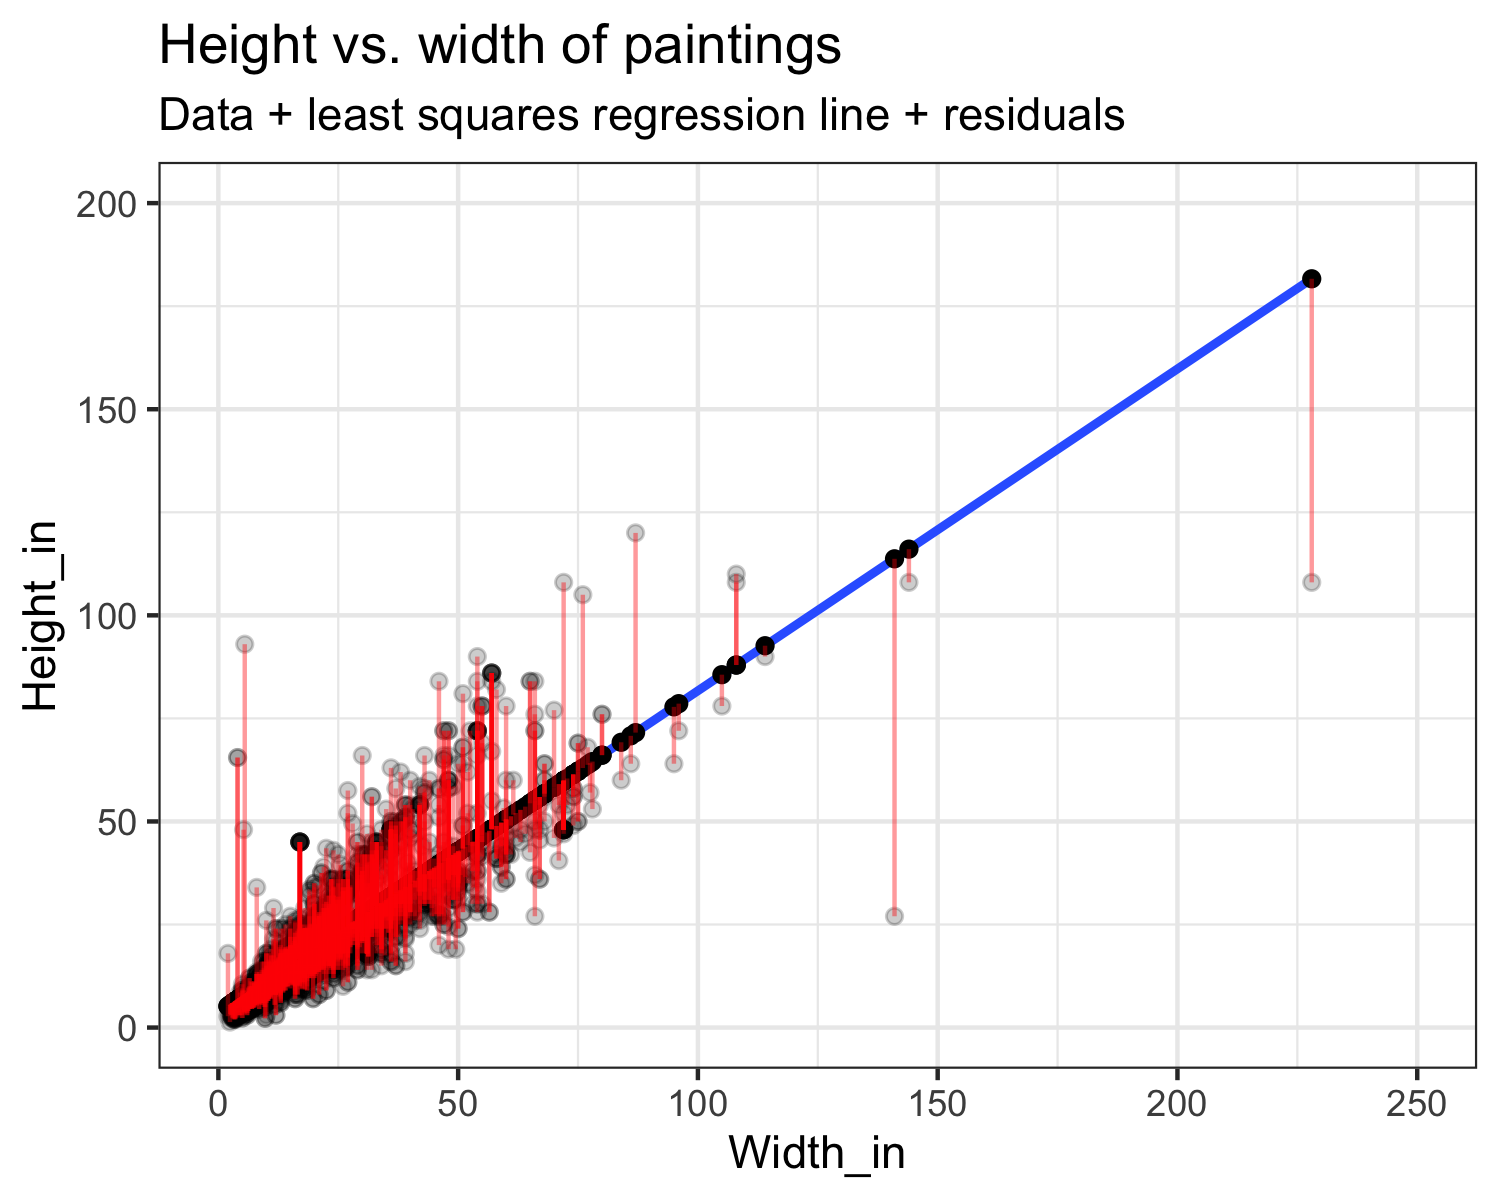 Height vs. width of paintings
Data + least squares regression line + residuals
200
150
100
50
0
Height_in
0 50 100 150 200 250
Width_in